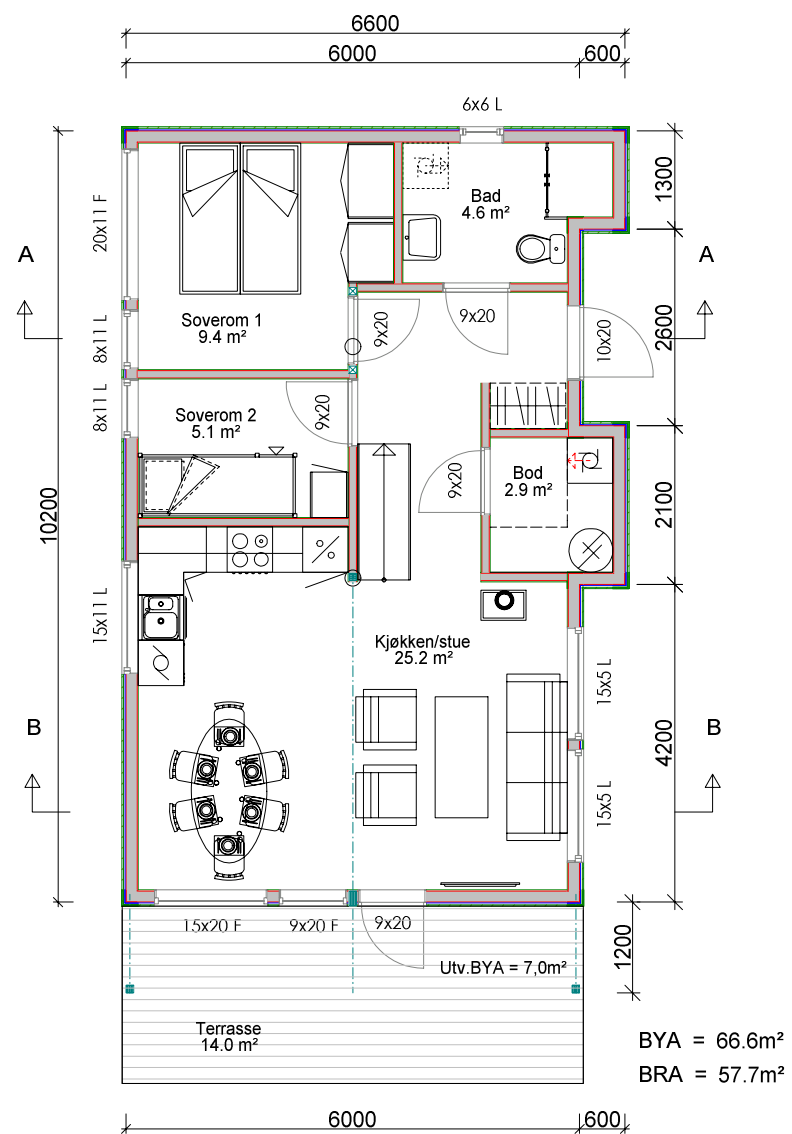 6600
6000
600
6x6 L
20x11 F
Bad
4.6 m²
1300
A
A
Soverom 1
9.4 m²
9x20
9x20
10x20
2600
8x11 L
8x11 L
Soverom 2
5.1 m²
9x20
9x20
Bod
2.9 m²
2100
10200
15x11 L
Kjøkken/stue
25.2 m²
15x5 L
B
B
4200
15x5 L
15x20 F
9x20 F
9x20
1200
Utv.BYA = 7,0m²
Terrasse
14.0 m²
BYA = 66.6m²
BRA = 57.7m²
6000
600